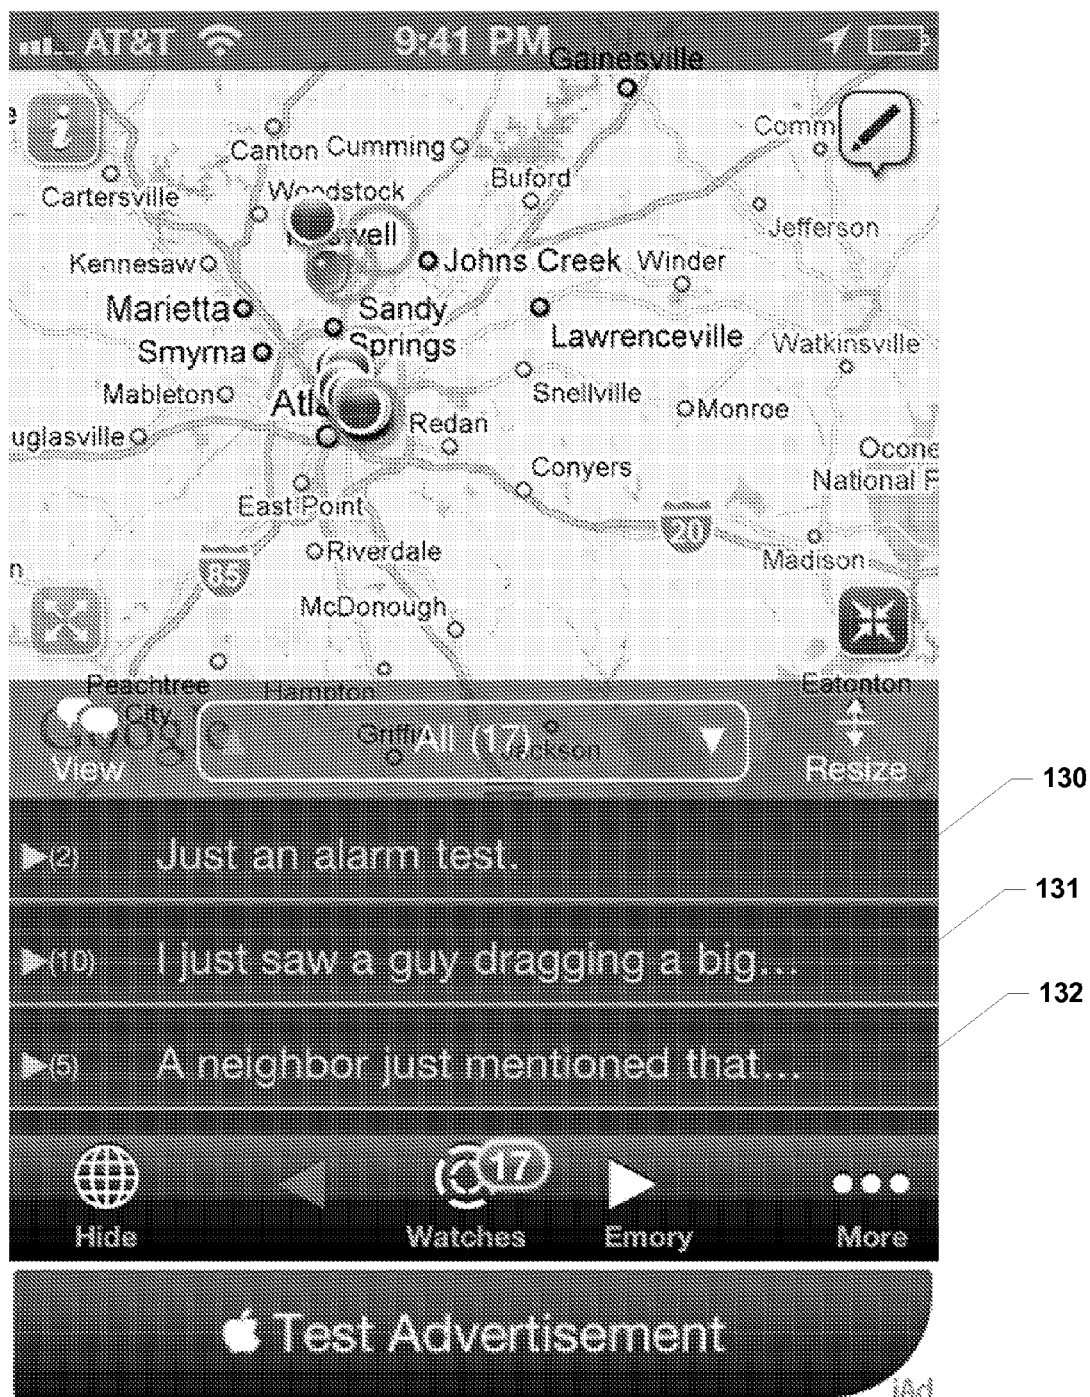 AT&T 9:41 PM
Gainesville
Canton Cumming Comm
Buford
Cartersville Woodstock
Jefferson
Kennesaw Johns Creek Winder
Marietta Sandy
Springs Lawrenceville
Smyrna Watkinsville
Mableton Snellville
Redan Monroe
uglasville
Conyers Ocone
National F
East Point
20
Riverdale Madison
85
n
McDonough
Peachtree Hampton Eatonton
City
All (17)
View Resize
130
(2) Just an alarm test.
131
(10) I just saw a guy dragging a big...
132
(5) A neighbor just mentioned that...
17
Hide Watches Emory More
Test Advertisement
iAd